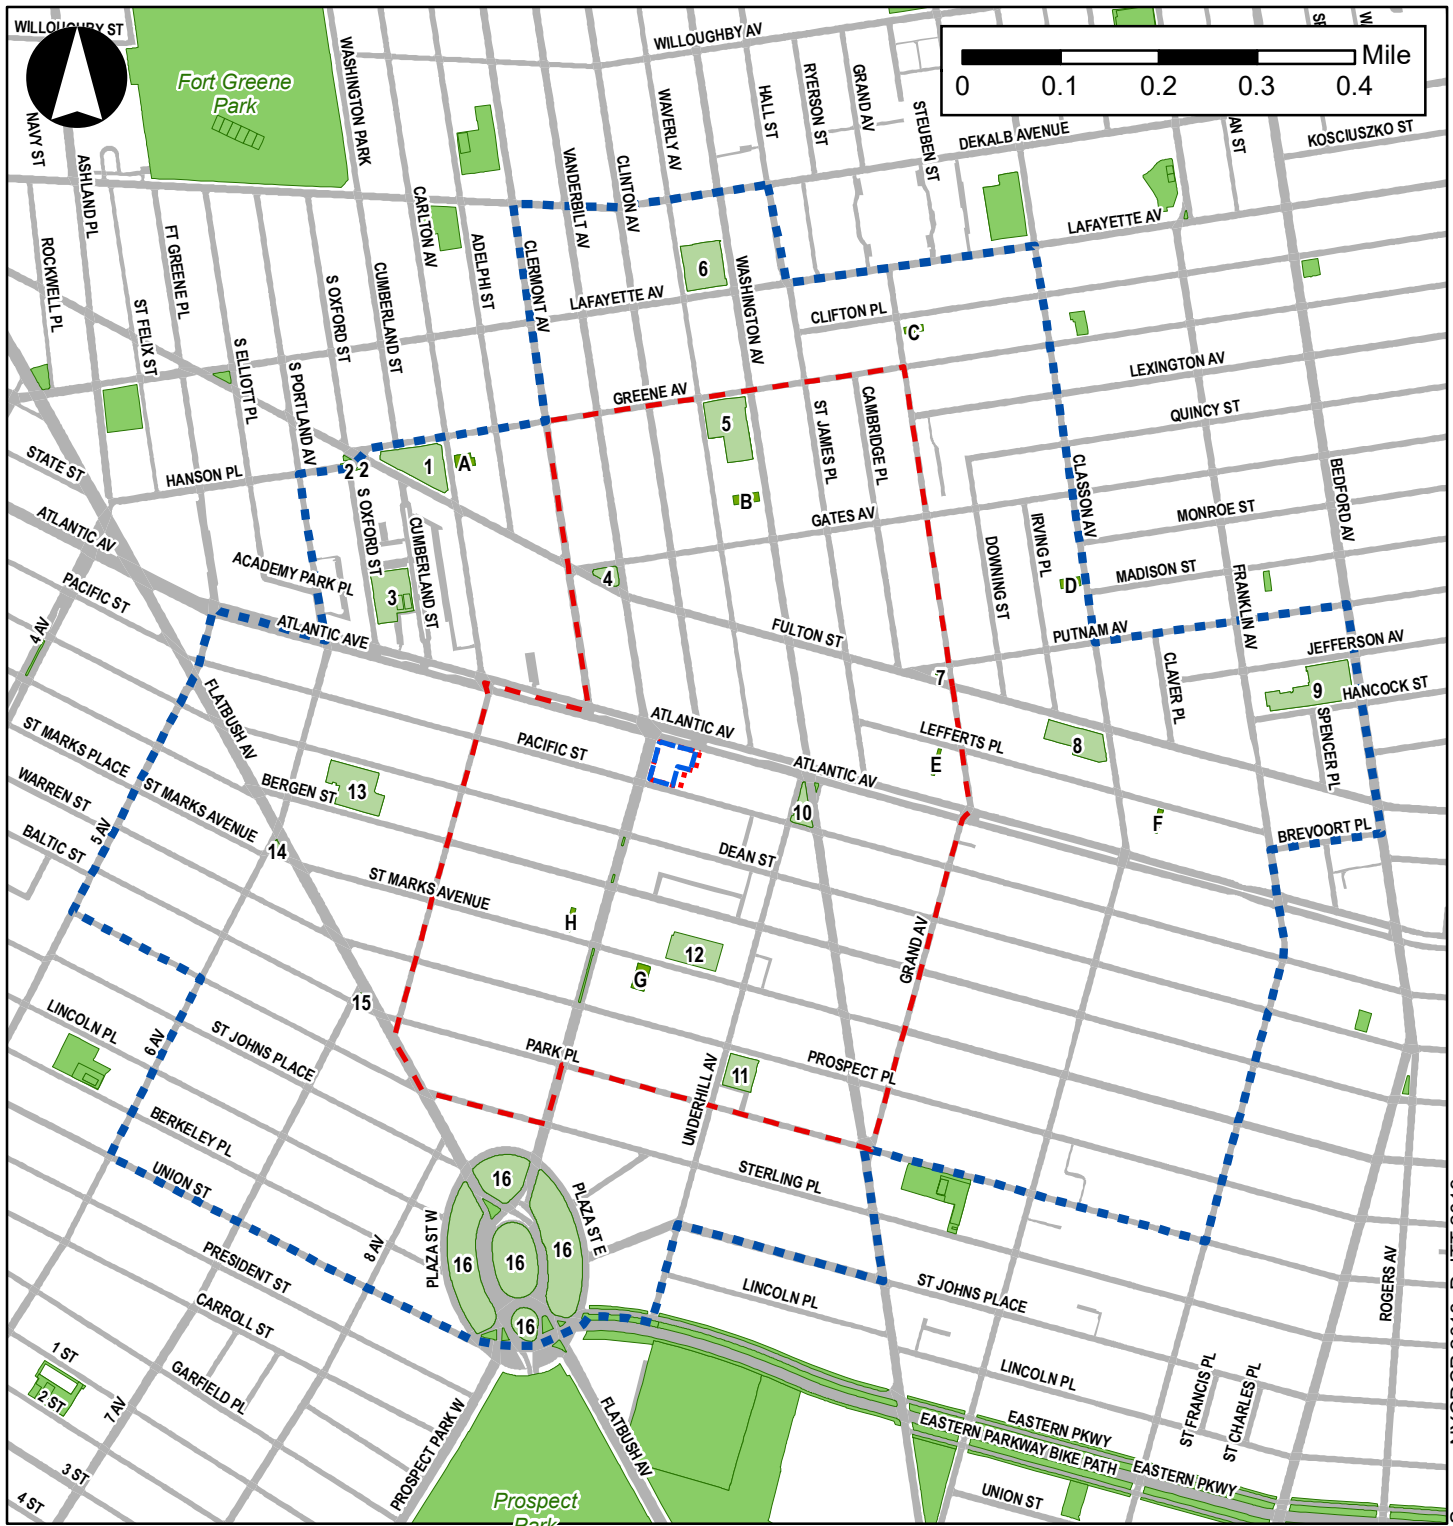 WILLOUGHBY ST
WILLOUGHBY AV
Mile
0 0.1 0.2 0.3 0.4
Fort Greene
Park
WASHINGTON PARK
WAVERLY AV
HALL ST
RYERSON ST
GRAND AV
STEUBEN ST
DEKALB AVENUE
KOSCIUSZKO ST
NAVY ST
ASHLAND PL
VANDERBILT AV
CLINTON AV
CARLTON AV
ADELPHI ST
CLERMONT AV
LAFAYETTE AV
ROCKWELL PL
FT GREENE PL
ST FELIX ST
S OXFORD ST
CUMBERLAND ST
6
WASHINGTON AV
LAFAYETTE AV
CLIFTON PL
C
S ELLIOTT PL
S PORTLAND AV
GREENE AV
LEXINGTON AV
ST JAMES PL
CAMBRIDGE PL
QUINCY ST
5
STATE ST
HANSON PL
2 2
1
A
B
CLASSON AV
BEDFORD AV
S OXFORD ST
CUMBERLAND ST
GATES AV
MONROE ST
ATLANTIC AV
ACADEMY PARK PL
DOWNING ST
IRVING PL
D
MADISON ST
FRANKLIN AV
PACIFIC ST
3
4
4 AV
ATLANTIC AVE
FULTON ST
PUTNAM AV
JEFFERSON AV
CLAVER PL
7
9
HANCOCK ST
FLATBUSH AV
ST MARKS PLACE
PACIFIC ST
ATLANTIC AV
LEFFERTS PL
8
SPENCER PL
E
ATLANTIC AV
WARREN ST
ST MARKS AVENUE
BERGEN ST
13
10
F
BREVOORT PL
BALTIC ST
5 AV
14
DEAN ST
ST MARKS AVENUE
H
12
G
GRAND AV
15
LINCOLN PL
6 AV
ST JOHNS PLACE
PARK PL
UNDERHILL AV
11
PROSPECT PL
BERKELEY PL
UNION ST
16
STERLING PL
PLAZA ST W
PLAZA ST E
8 AV
16
16
16
PRESIDENT ST
CARROLL ST
16
LINCOLN PL
ST JOHNS PLACE
ROGERS AV
1 ST
2 ST
GARFIELD PL
7 AV
LINCOLN PL
ST FRANCIS PL
ST CHARLES PL
PROSPECT PARK W
FLATBUSH AV
EASTERN PKWY
EASTERN PARKWAY BIKE PATH
EASTERN PKWY
3 ST
4 ST
UNION ST
Prospect
Park